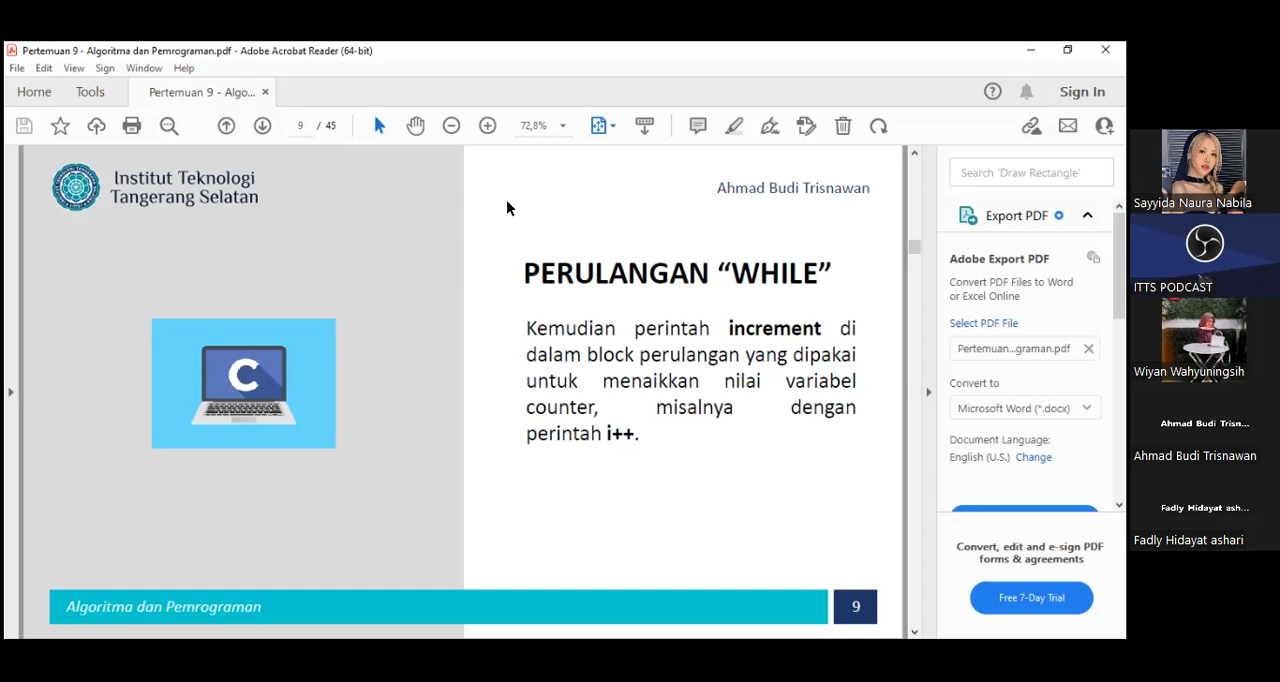 Pertemuan 9 - Algoritma dan Pemrograman.pdf - Adobe Acrobat Reader (64-bit)
File Edit View Sign Window Help
Home Tools Pertemuan 9 - Algo... ×
Sign In
9 / 45
72,8%
Institut Teknologi
Tangerang Selatan
Ahmad Budi Trisnawan
PERULANGAN “WHILE”
Kemudian perintah increment di
dalam block perulangan yang dipakai
untuk menaikkan nilai variabel
counter, misalnya dengan
perintah i++.
C
Algoritma dan Pemrograman
9
Search 'Draw Rectangle'
Export PDF
Adobe Export PDF
Convert PDF Files to Word
or Excel Online
Select PDF File
Pertemuan...graman.pdf
Convert to
Microsoft Word (*.docx)
Document Language:
English (U.S.) Change
Convert, edit and e-sign PDF
forms & agreements
Free 7-Day Trial
Sayyida Naura Nabila
ITTS PODCAST
Wiyan Wahyuningsih
Ahmad Budi Trisn...
Ahmad Budi Trisnawan
Fadly Hidayat ash...
Fadly Hidayat ashari